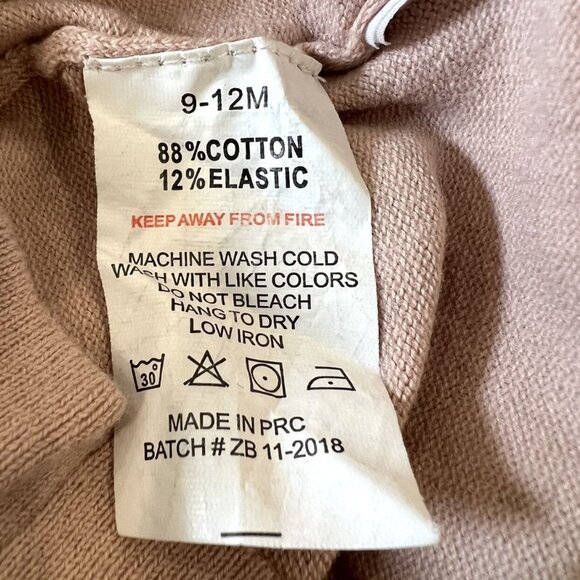 9-12M
88%COTTON
12%ELASTIC
KEEP AWAY FROM FIRE
MACHINE WASH COLD
WASH WITH LIKE COLORS
DO NOT BLEACH
HANG TO DRY
LOW IRON
30
MADE IN PRC
BATCH # ZB 11-2018